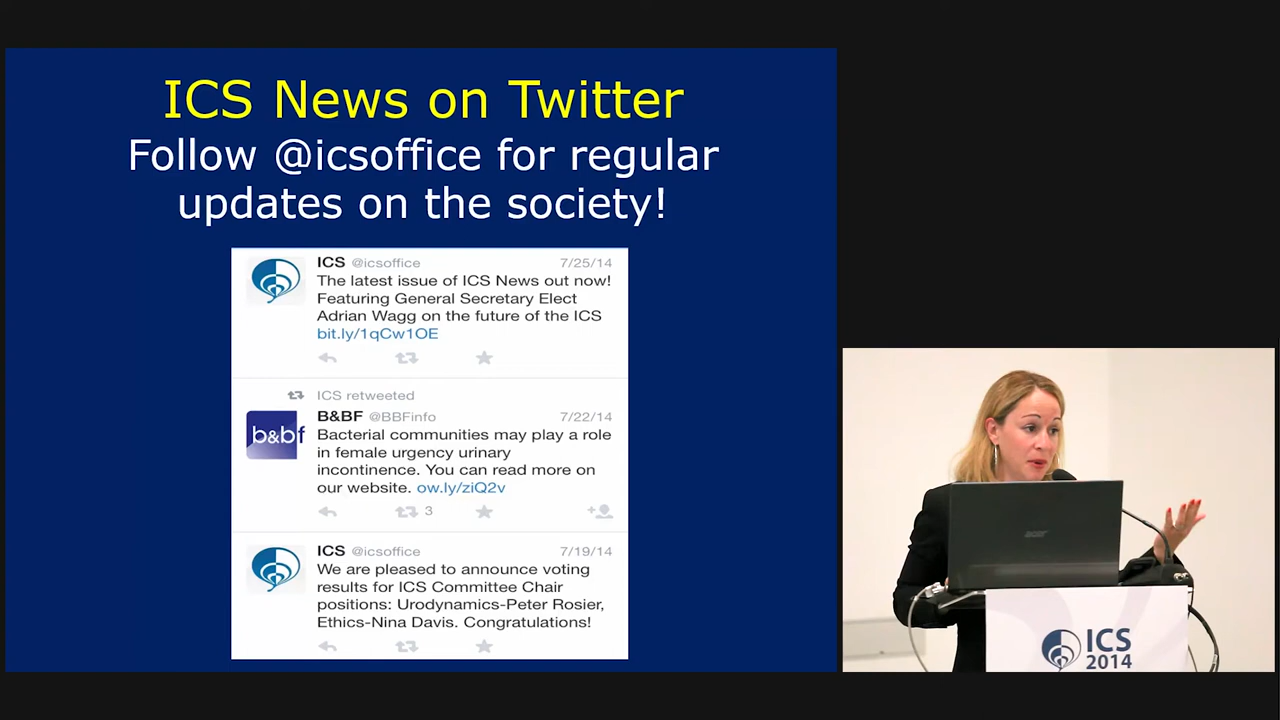 ICS News on Twitter
Follow @icsoffice for regular
updates on the society!
ICS @icsoffice 7/25/14
The latest issue of ICS News out now!
Featuring General Secretary Elect
Adrian Wagg on the future of the ICS
bit.ly/1qCw1OE
ICS retweeted
b&bf
B&BF @BBFinfo 7/22/14
Bacterial communities may play a role
in female urgency urinary
incontinence. You can read more on
our website. ow.ly/ziQ2v
3
ICS @icsoffice 7/19/14
We are pleased to announce voting
results for ICS Committee Chair
positions: Urodynamics-Peter Rosier,
Ethics-Nina Davis. Congratulations!
acer
ICS
2014